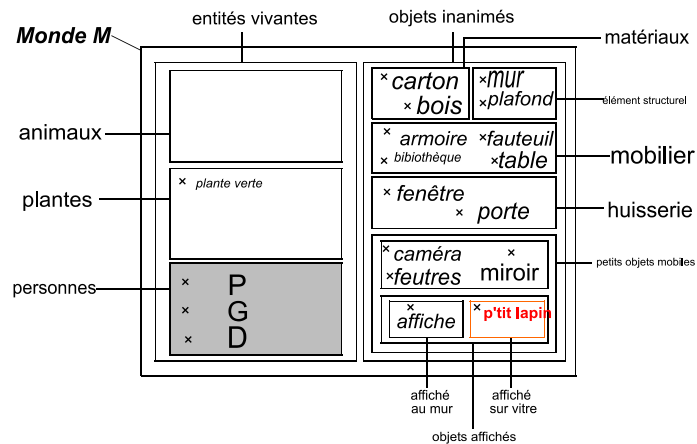 entités vivantes
objets inanimés
Monde M
matériaux
× carton
× bois
×mur
×plafond
élément structurel
animaux
× armoire
×fauteuil
× bibiothèque
×table
mobilier
plantes
× plante verte
× fenêtre
× porte
huisserie
personnes
× P
× G
× D
× caméra
×feutres
× miroir
petits objets mobiles
× affiche
× p'tit lapin
affiché au mur
affiché sur vitre
objets affichés